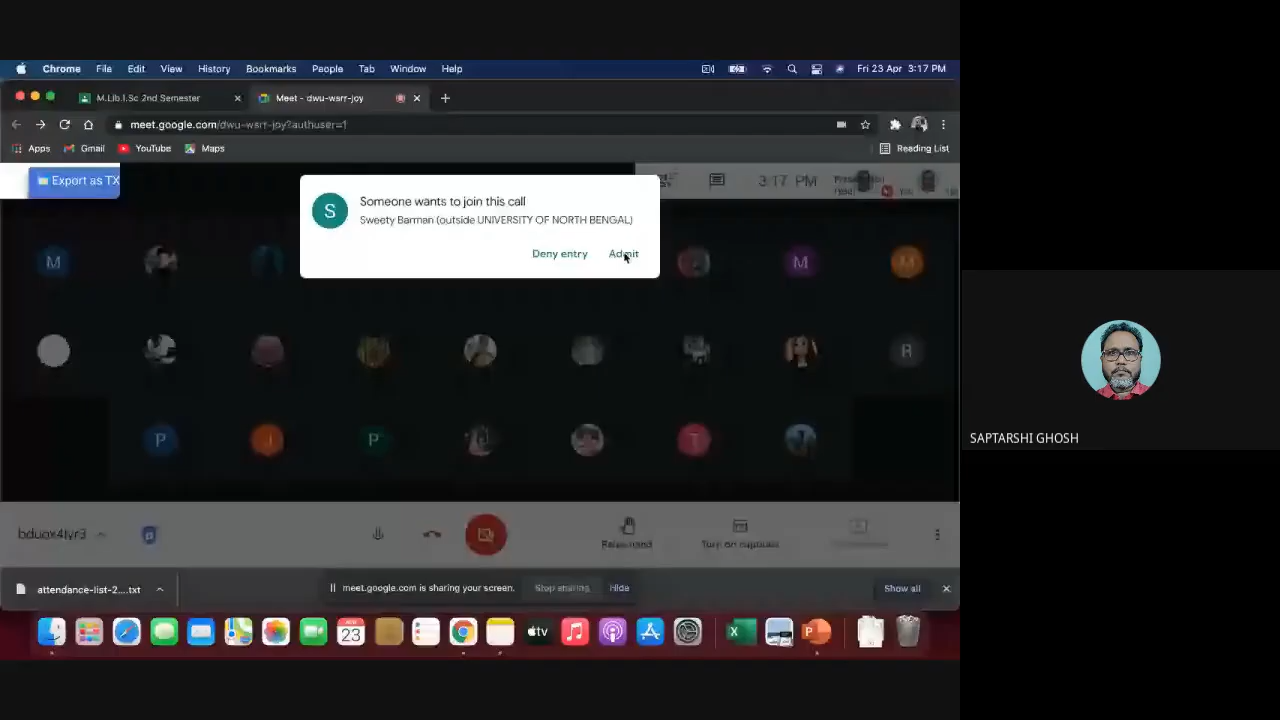 Chrome File Edit View History Bookmarks People Tab Window Help Fri 23 Apr 3:17 PM
M.Lib.I.Sc 2nd Semester Meet - dwu-wsrr-joy
meet.google.com/dwu-wsrr-joy?authuser=1
Apps Gmail YouTube Maps Reading List
Export as TX
3:17 PM
Someone wants to join this call
S
Sweety Barman (outside UNIVERSITY OF NORTH BENGAL)
Deny entry Admit
M M M
R
P J P T
SAPTARSHI GHOSH
bduox4lyr3
Raise hand Turn on captions
attendance-list-2....txt meet.google.com is sharing your screen. Stop sharing Hide Show all
APR
23 tv X P